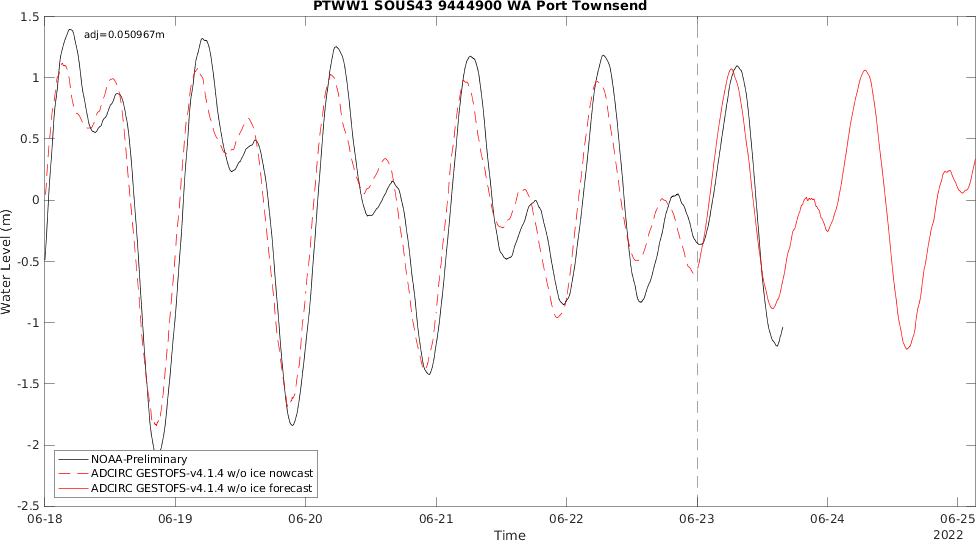 PTWW1 SOUS43 9444900 WA Port Townsend
adj=0.050967m
1.5
1
0.5
0
-0.5
-1
-1.5
-2
-2.5
Water Level (m)
NOAA-Preliminary
ADCIRC GESTOFS-v4.1.4 w/o ice nowcast
ADCIRC GESTOFS-v4.1.4 w/o ice forecast
06-18 06-19 06-20 06-21 06-22 06-23 06-24 06-25
Time
2022